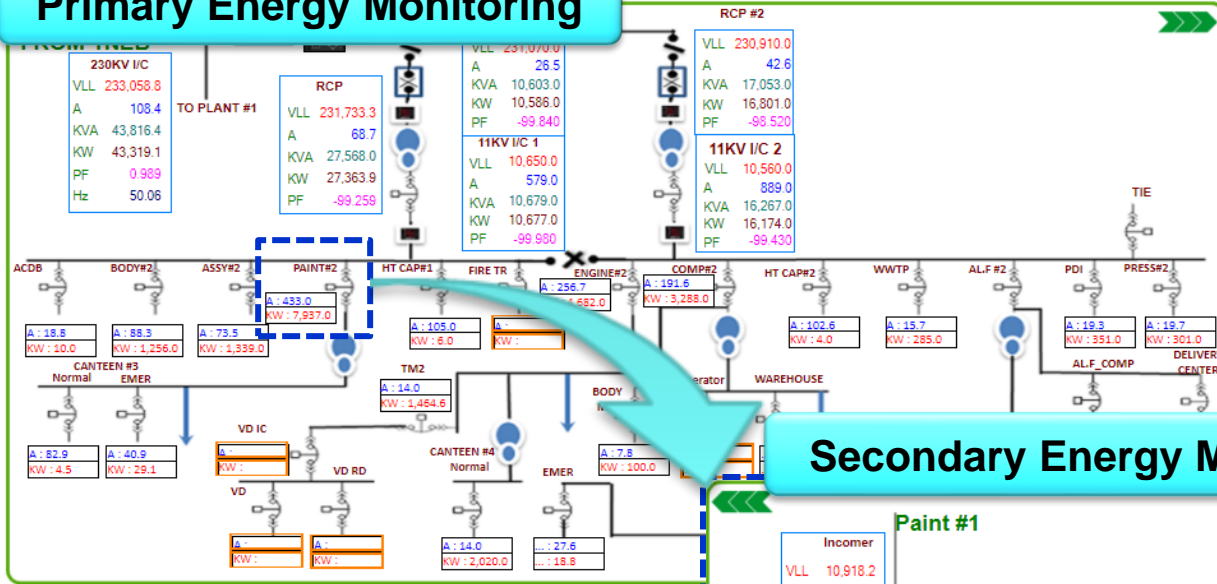 Primary Energy Monitoring
RCP #2
230KV I/C
VLL 233,058.8
A 108.4
KVA 43,816.4
KW 43,319.1
PF 0.989
Hz 50.06
TO PLANT #1
RCP
VLL 231,733.3
A 68.7
KVA 27,568.0
KW 27,363.9
PF -99.259
VLL 231,070.0
A 26.5
KVA 10,603.0
KW 10,586.0
PF -99.840
11KV I/C 1
VLL 10,650.0
A 579.0
KVA 10,679.0
KW 10,677.0
PF -99.980
VLL 230,910.0
A 42.6
KVA 17,053.0
KW 16,801.0
PF -98.520
11KV I/C 2
VLL 10,560.0
A 889.0
KVA 16,267.0
KW 16,174.0
PF -99.430
TIE
ACDB
A : 18.8
KW : 10.0
BODY#2
A : 88.3
KW : 1,256.0
ASSY#2
A : 73.5
KW : 1,339.0
PAINT#2
A : 433.0
KW : 7,937.0
HT CAP#1
A : 105.0
KW : 6.0
FIRE TR
A :
KW :
ENGINE#2
A : 256.7
COMP#2
A : 191.6
KW : 3,288.0
HT CAP#2
A : 102.6
KW : 4.0
WWTP
A : 15.7
KW : 285.0
AL.F #2
PDI
A : 19.3
KW : 351.0
PRESS#2
A : 19.7
KW : 301.0
CANTEEN #3
Normal
EMER
A : 82.9
KW : 4.5
A : 40.9
KW : 29.1
TM2
A : 14.0
KW : 1,464.6
BODY
A : 7.8
KW : 100.0
WAREHOUSE
AL.F_COMP
DELIVER
CENTER
VD IC
A :
KW :
VD
A :
KW :
VD RD
A :
KW :
CANTEEN #4
Normal
A : 14.0
KW : 2,020.0
EMER
... : 27.6
... : 18.8
Secondary Energy M
Paint #1
Incomer
VLL 10,918.2